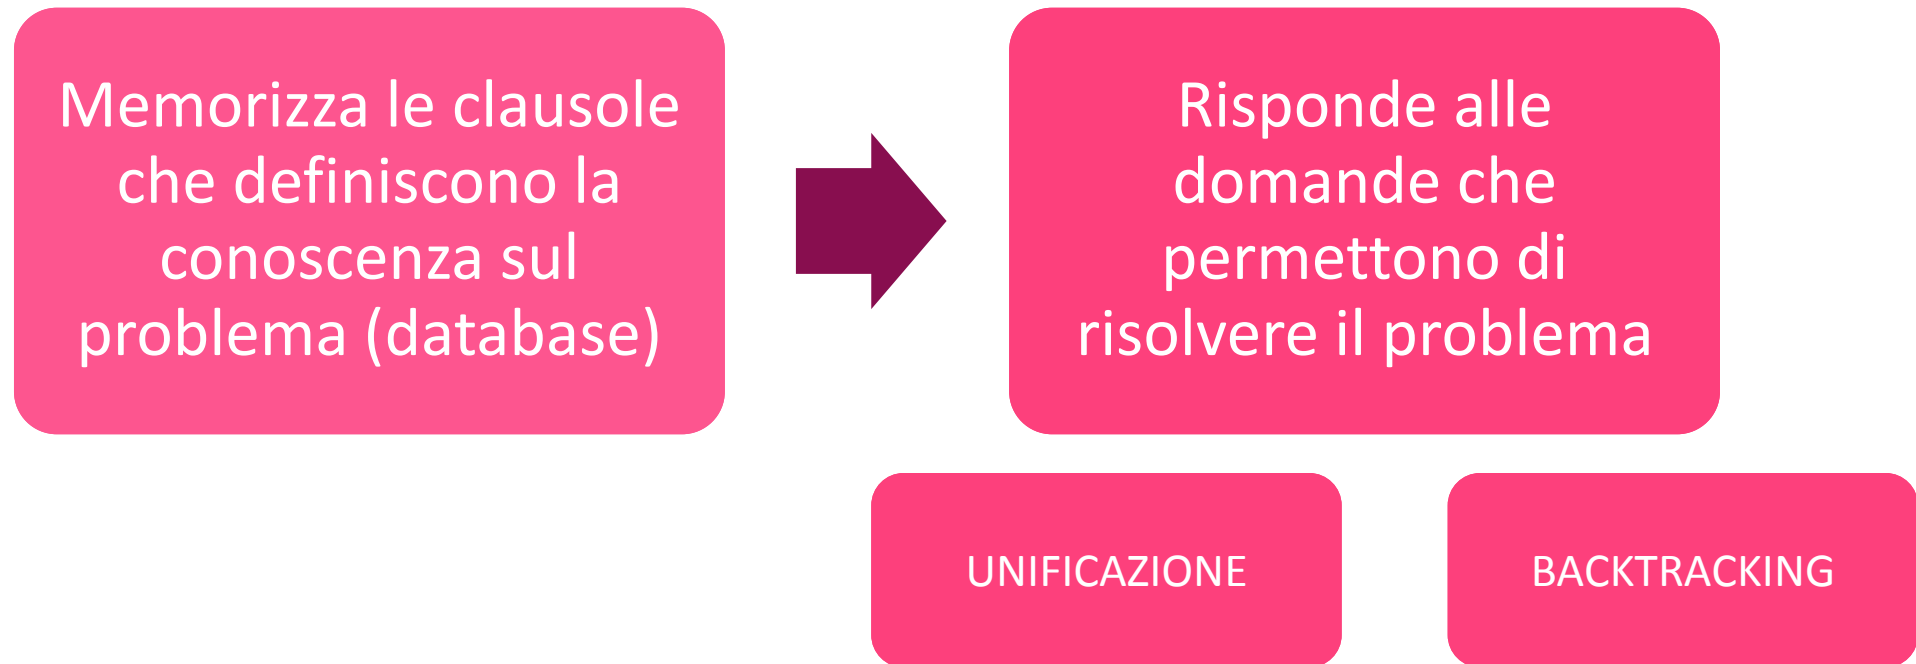 Memorizza le clausole
che definiscono la
conoscenza sul
problema (database)
Risponde alle
domande che
permettono di
risolvere il problema
UNIFICAZIONE
BACKTRACKING